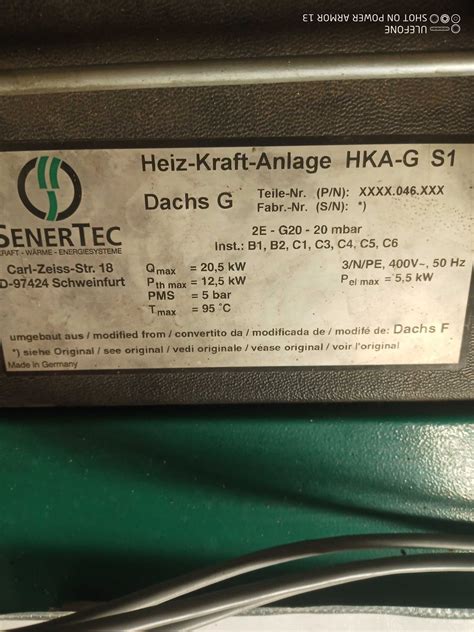 ULEFONE
SHOT ON POWER ARMOR 13
SENERTEC
KRAFT - WÄRME - ENERGIESYSTEME
Carl-Zeiss-Str. 18
D-97424 Schweinfurt
Heiz-Kraft-Anlage HKA-G S1
Dachs G
Teile-Nr. (P/N): XXXX.046.XXX
Fabr.-Nr. (S/N): *)
2E - G20 - 20 mbar
Inst.: B1, B2, C1, C3, C4, C5, C6
Qmax = 20,5 kW 3/N/PE, 400V~, 50 Hz
Pth max = 12,5 kW Pel max = 5,5 kW
PMS = 5 bar
Tmax = 95 °C
umgebaut aus / modified from / convertito da / modificada de / modifé de: Dachs F
*) siehe Original / see original / vedi originale / véase original / voir l'original
Made in Germany